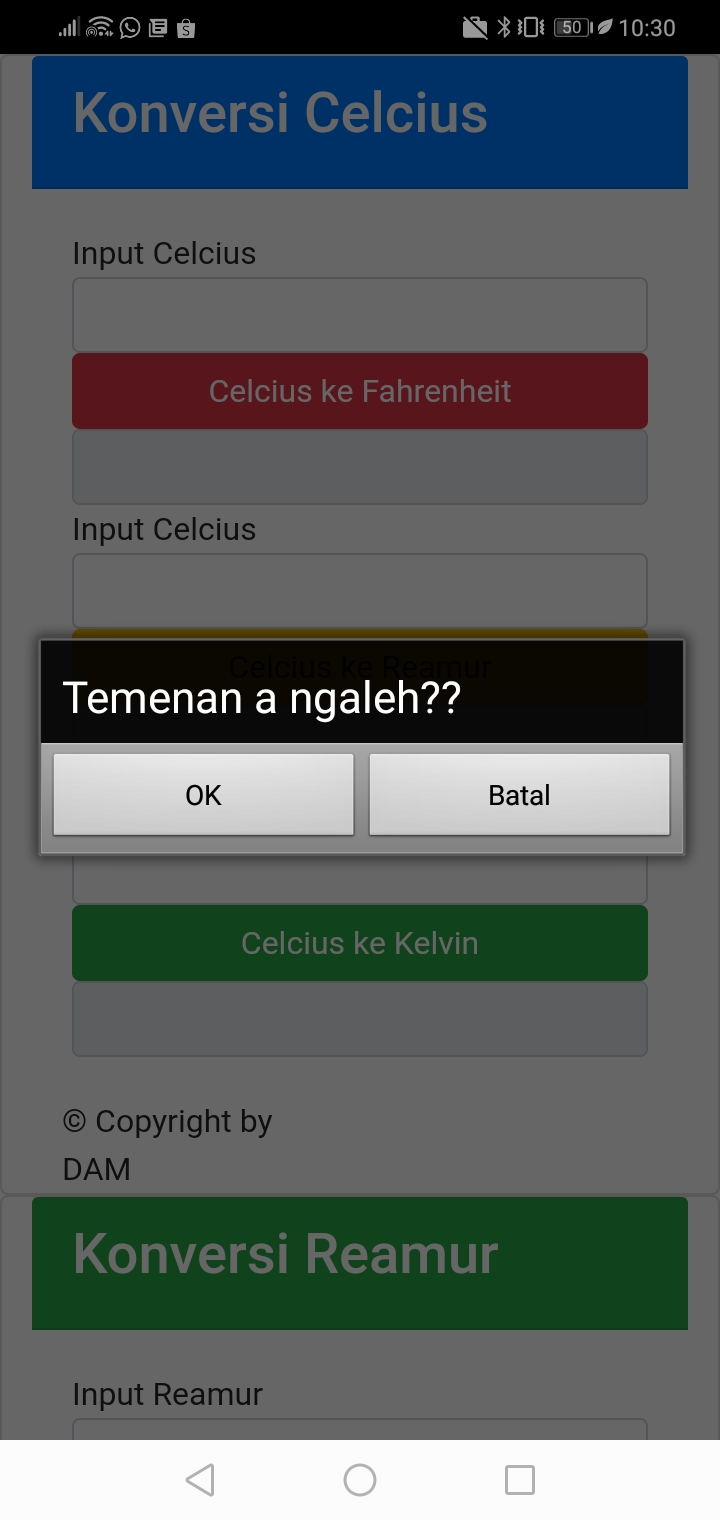 50 10:30
Konversi Celcius
Input Celcius
Celcius ke Fahrenheit
Input Celcius
Celcius ke Reamur
Temenan a ngaleh??
OK Batal
Celcius ke Kelvin
© Copyright by
DAM
Konversi Reamur
Input Reamur